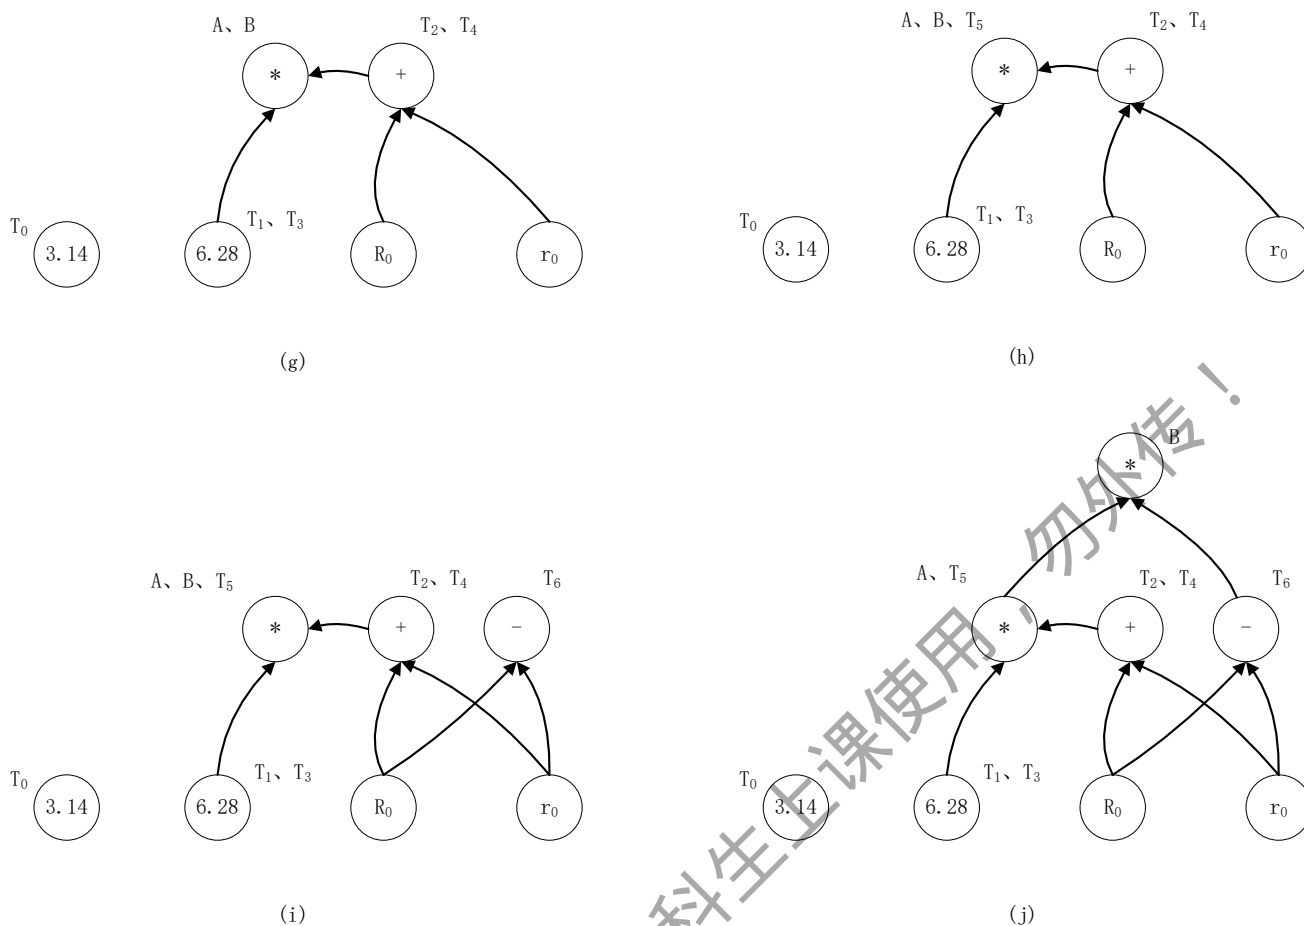 A、B T₂、T₄
* +
T₁、T₃
T₀
3.14 6.28 R₀ r₀
(g)
A、B、T₅ T₂、T₄
* +
T₁、T₃
T₀
3.14 6.28 R₀ r₀
(h)
A、B、T₅ T₂、T₄ T₆
* + -
T₁、T₃
T₀
3.14 6.28 R₀ r₀
(i)
B
*
A、T₅ T₂、T₄ T₆
* + -
T₁、T₃
T₀
3.14 6.28 R₀ r₀
(j)
科生上课使用，勿外传！